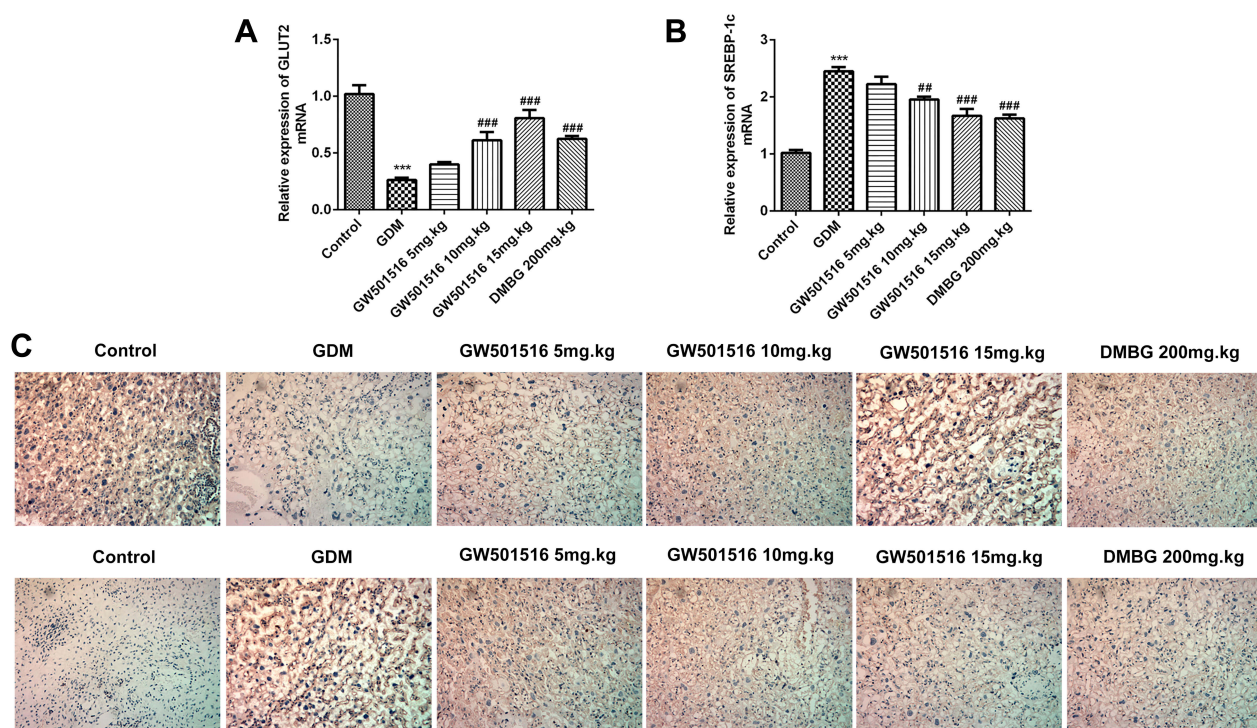 A
Relative expression of GLUT2
mRNA
1.5
1.0
0.5
0.0
***
###
###
###
Control
GDM
GW501516 5mg.kg
GW501516 10mg.kg
GW501516 15mg.kg
DMBG 200mg.kg
B
Relative expression of SREBP-1c
mRNA
3
2
1
0
***
##
###
###
Control
GDM
GW501516 5mg.kg
GW501516 10mg.kg
GW501516 15mg.kg
DMBG 200mg.kg
C
Control GDM GW501516 5mg.kg GW501516 10mg.kg GW501516 15mg.kg DMBG 200mg.kg
Control GDM GW501516 5mg.kg GW501516 10mg.kg GW501516 15mg.kg DMBG 200mg.kg